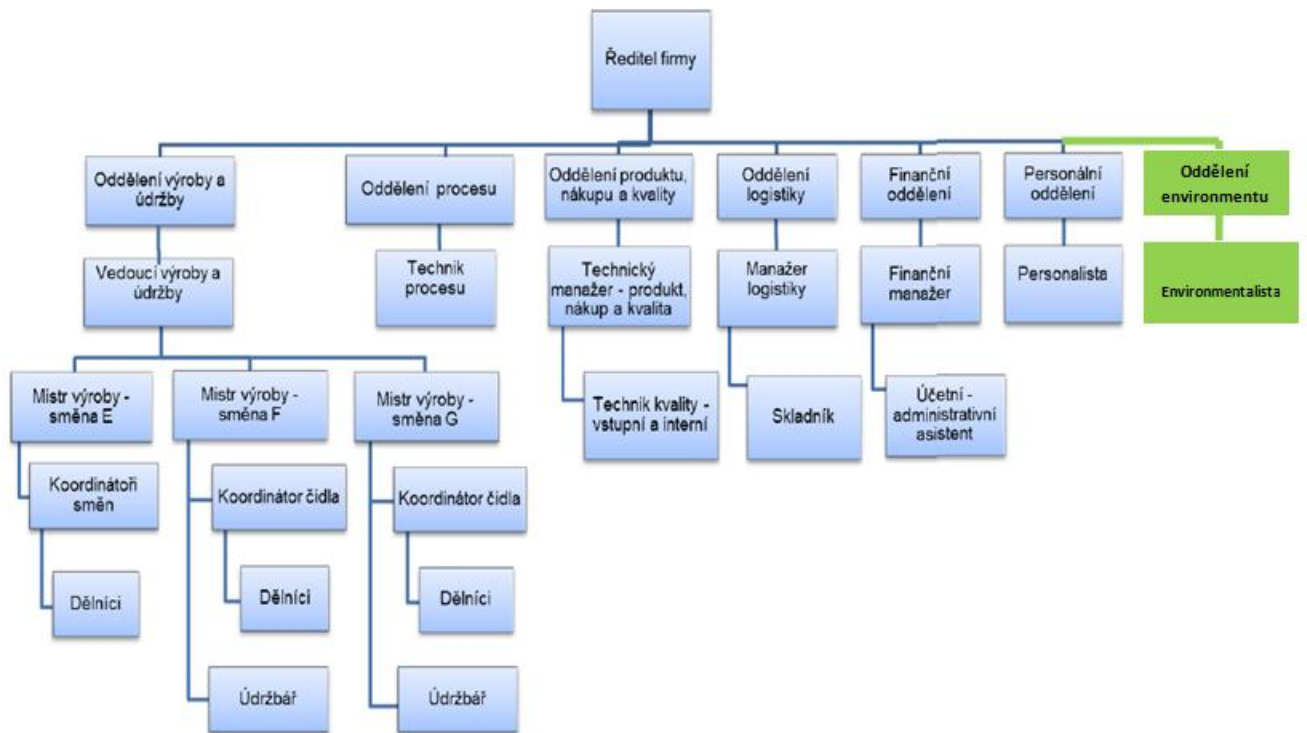 Ředitel firmy
Oddělení výroby a
údržby
Oddělení procesu
Oddělení produktu,
nákupu a kvality
Oddělení
logistiky
Finanční
oddělení
Personální
oddělení
Oddělení
environmentu
Vedoucí výroby a
údržby
Technik
procesu
Technický
manažer - produkt,
nákup a kvalita
Manažer
logistiky
Finanční
manažer
Personalista
Environmentalista
Mistr výroby -
směna E
Mistr výroby -
směna F
Mistr výroby -
směna G
Technik kvality -
vstupní a interní
Skladník
Účetní -
administrativní
asistent
Koordinátoři
směn
Koordinátor čidla
Koordinátor čidla
Dělníci
Dělníci
Dělníci
Údržbář
Údržbář